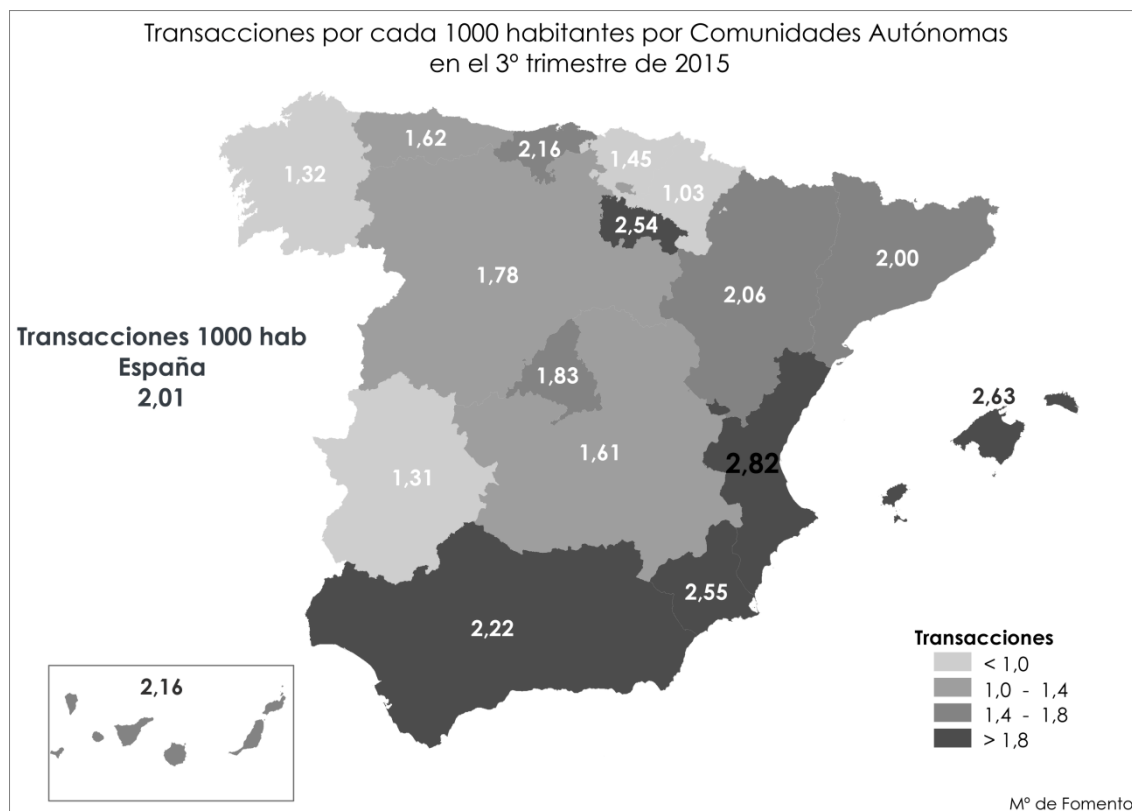 Transacciones por cada 1000 habitantes por Comunidades Autónomas
en el 3º trimestre de 2015
1,62
2,16
1,45
1,32
1,03
2,54
2,00
1,78
2,06
Transacciones 1000 hab
España
2,01
1,83
2,63
1,61
2,82
1,31
2,55
2,22
Transacciones
< 1,0
1,0 - 1,4
1,4 - 1,8
> 1,8
2,16
Mº de Fomento